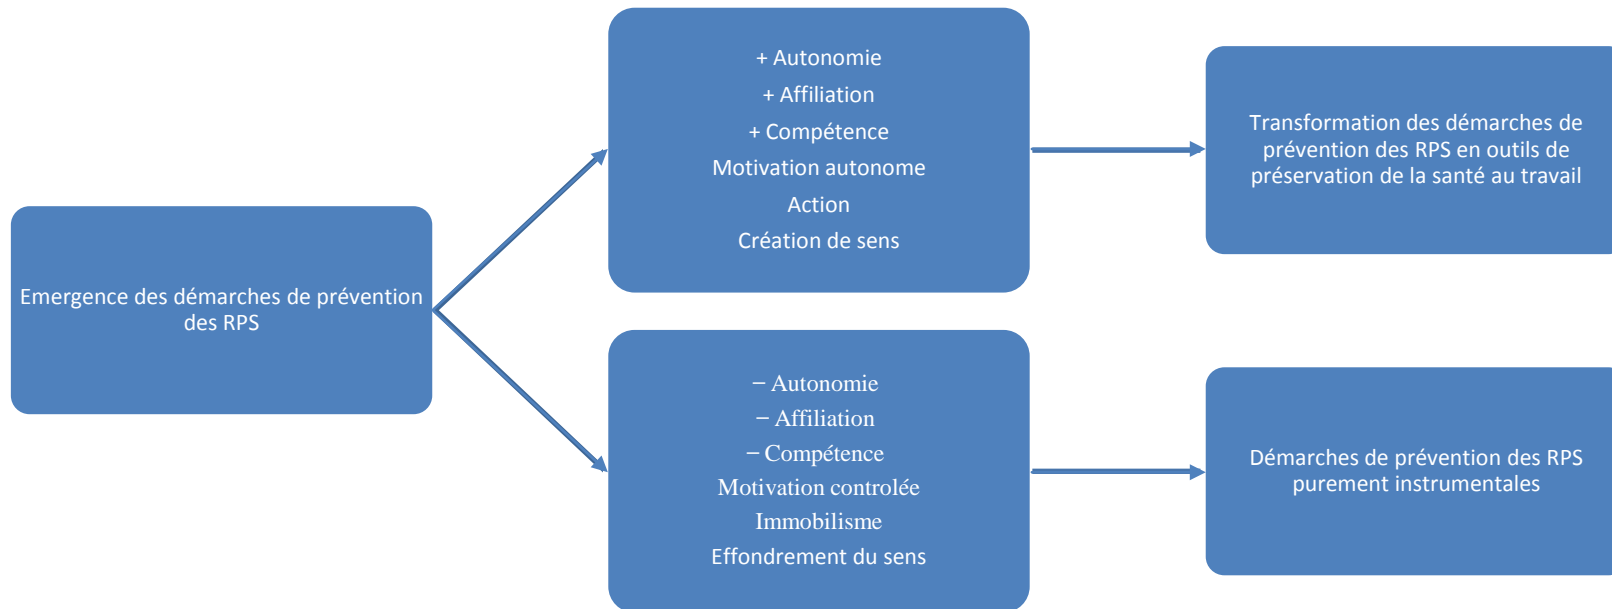 Emergence des démarches de prévention
des RPS
+ Autonomie
+ Affiliation
+ Compétence
Motivation autonome
Action
Création de sens
Transformation des démarches de
prévention des RPS en outils de
préservation de la santé au travail
− Autonomie
− Affiliation
− Compétence
Motivation controlée
Immobilisme
Effondrement du sens
Démarches de prévention des RPS
purement instrumentales